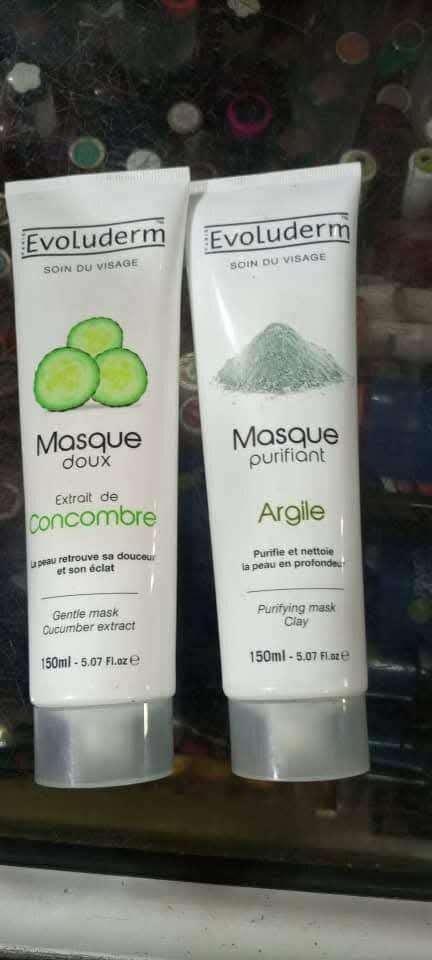 PARIS
Evoluderm
SOIN DU VISAGE
Masque
doux
Extrait de
Concombre
La peau retrouve sa douceur
et son éclat
Gentle mask
Cucumber extract
150ml - 5.07 Fl.oz e
Evoluderm
SOIN DU VISAGE
Masque
purifiant
Argile
Purifie et nettoie
la peau en profondeur
Purifying mask
Clay
150ml - 5.07 Fl.oz e